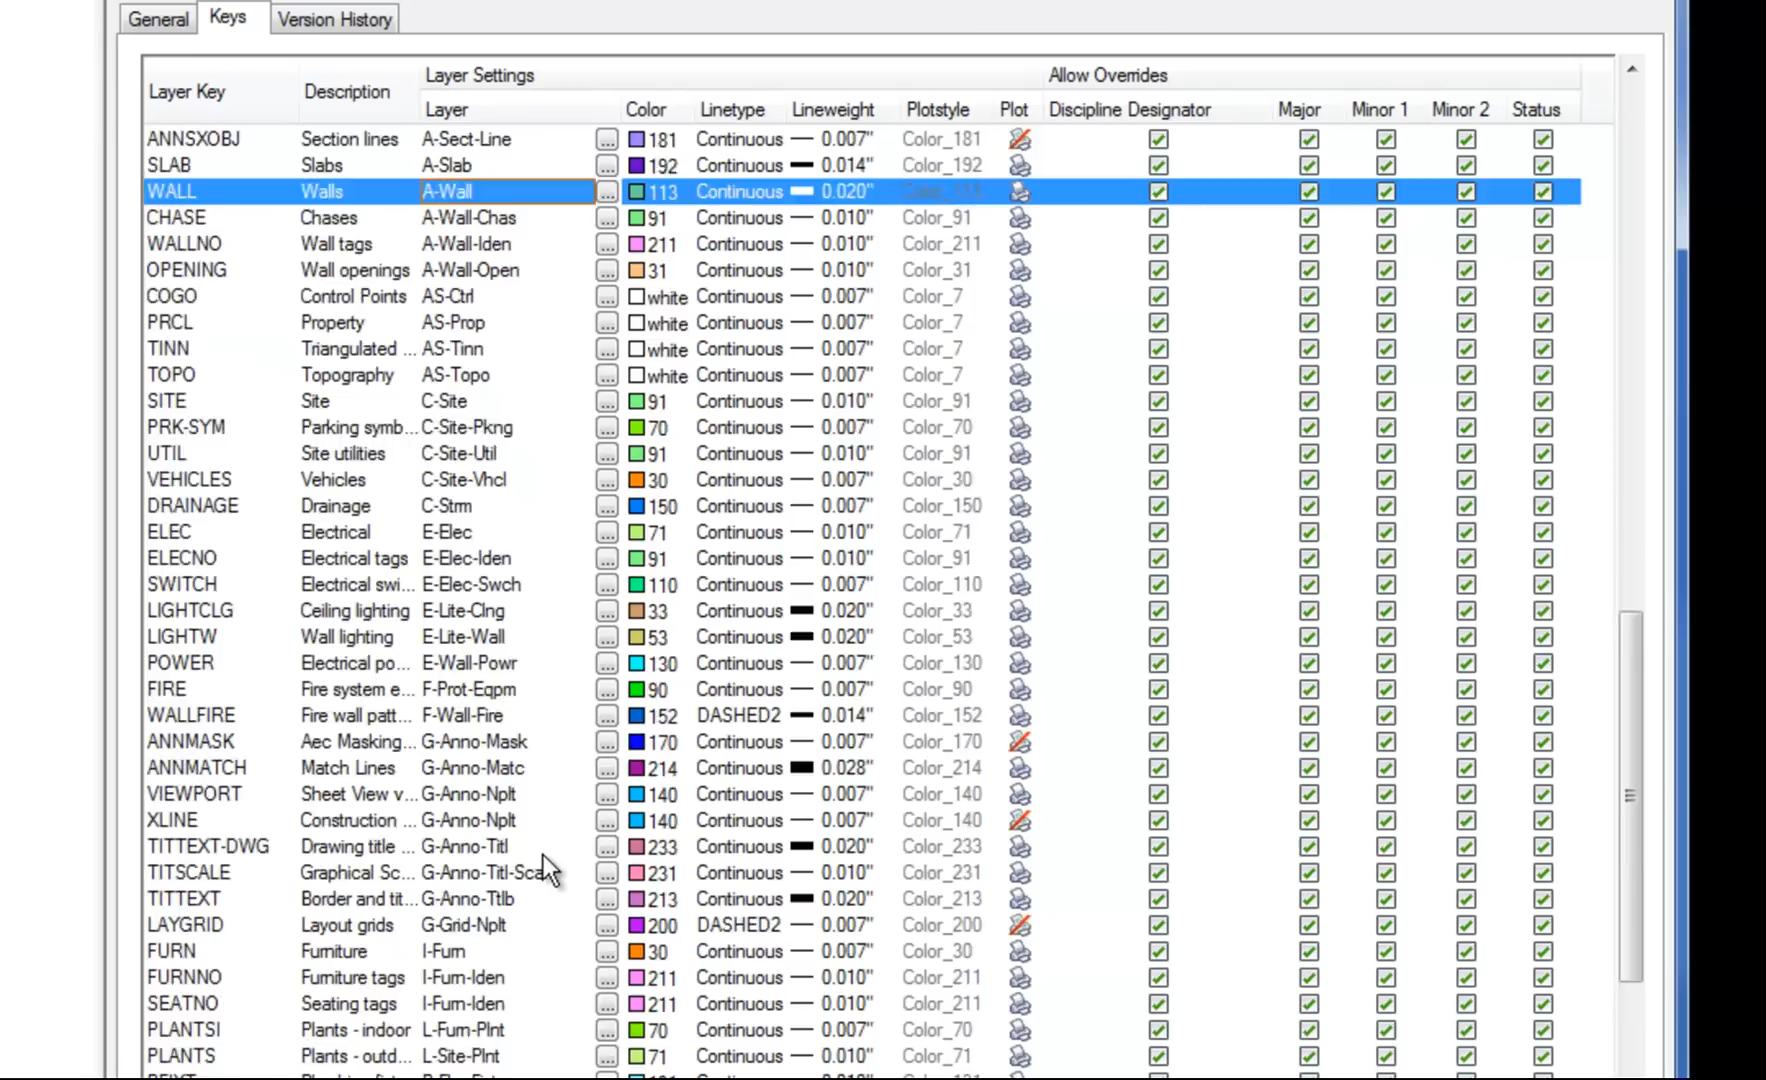 General Keys Version History
Layer Key Description Layer Settings Allow Overrides
Layer Color Linetype Lineweight Plotstyle Plot Discipline Designator Major Minor 1 Minor 2 Status
ANNSXOBJ Section lines A-Sect-Line ... 181 Continuous 0.007" Color_181
SLAB Slabs A-Slab ... 192 Continuous 0.014" Color_192
WALL Walls A-Wall ... 113 Continuous 0.020"
CHASE Chases A-Wall-Chas ... 91 Continuous 0.010" Color_91
WALLNO Wall tags A-Wall-Iden ... 211 Continuous 0.010" Color_211
OPENING Wall openings A-Wall-Open ... 31 Continuous 0.010" Color_31
COGO Control Points AS-Ctrl ... white Continuous 0.007" Color_7
PRCL Property AS-Prop ... white Continuous 0.007" Color_7
TINN Triangulated ... AS-Tinn ... white Continuous 0.007" Color_7
TOPO Topography AS-Topo ... white Continuous 0.007" Color_7
SITE Site C-Site ... 91 Continuous 0.010" Color_91
PRK-SYM Parking symb... C-Site-Pkng ... 70 Continuous 0.010" Color_70
UTIL Site utilities C-Site-Util ... 91 Continuous 0.010" Color_91
VEHICLES Vehicles C-Site-Vhcl ... 30 Continuous 0.007" Color_30
DRAINAGE Drainage C-Strm ... 150 Continuous 0.007" Color_150
ELEC Electrical E-Elec ... 71 Continuous 0.010" Color_71
ELECNO Electrical tags E-Elec-Iden ... 91 Continuous 0.010" Color_91
SWITCH Electrical swi... E-Elec-Swch ... 110 Continuous 0.007" Color_110
LIGHTCLG Ceiling lighting E-Lite-Clng ... 33 Continuous 0.020" Color_33
LIGHTW Wall lighting E-Lite-Wall ... 53 Continuous 0.020" Color_53
POWER Electrical po... E-Wall-Powr ... 130 Continuous 0.007" Color_130
FIRE Fire system e... F-Prot-Eqpm ... 90 Continuous 0.007" Color_90
WALLFIRE Fire wall patt... F-Wall-Fire ... 152 DASHED2 0.014" Color_152
ANNMASK Aec Masking... G-Anno-Mask ... 170 Continuous 0.007" Color_170
ANNMATCH Match Lines G-Anno-Matc ... 214 Continuous 0.028" Color_214
VIEWPORT Sheet View v... G-Anno-Nplt ... 140 Continuous 0.007" Color_140
XLINE Construction ... G-Anno-Nplt ... 140 Continuous 0.007" Color_140
TITTEXT-DWG Drawing title ... G-Anno-Titl ... 233 Continuous 0.020" Color_233
TITSCALE Graphical Sc... G-Anno-Titl-Sca ... 231 Continuous 0.010" Color_231
TITTEXT Border and tit... G-Anno-Ttlb ... 213 Continuous 0.020" Color_213
LAYGRID Layout grids G-Grid-Nplt ... 200 DASHED2 0.007" Color_200
FURN Furniture I-Furn ... 30 Continuous 0.007" Color_30
FURNNO Furniture tags I-Furn-Iden ... 211 Continuous 0.010" Color_211
SEATNO Seating tags I-Furn-Iden ... 211 Continuous 0.010" Color_211
PLANTSI Plants - indoor L-Furn-Plnt ... 70 Continuous 0.007" Color_70
PLANTS Plants - outd... L-Site-Plnt ... 71 Continuous 0.010" Color_71